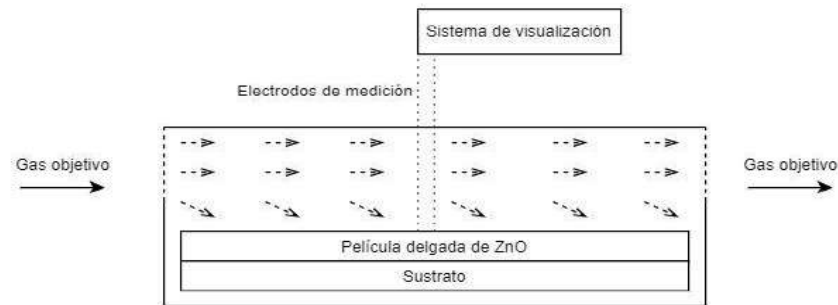 Sistema de visualización
Electrodos de medición
Gas objetivo
Gas objetivo
Película delgada de ZnO
Sustrato